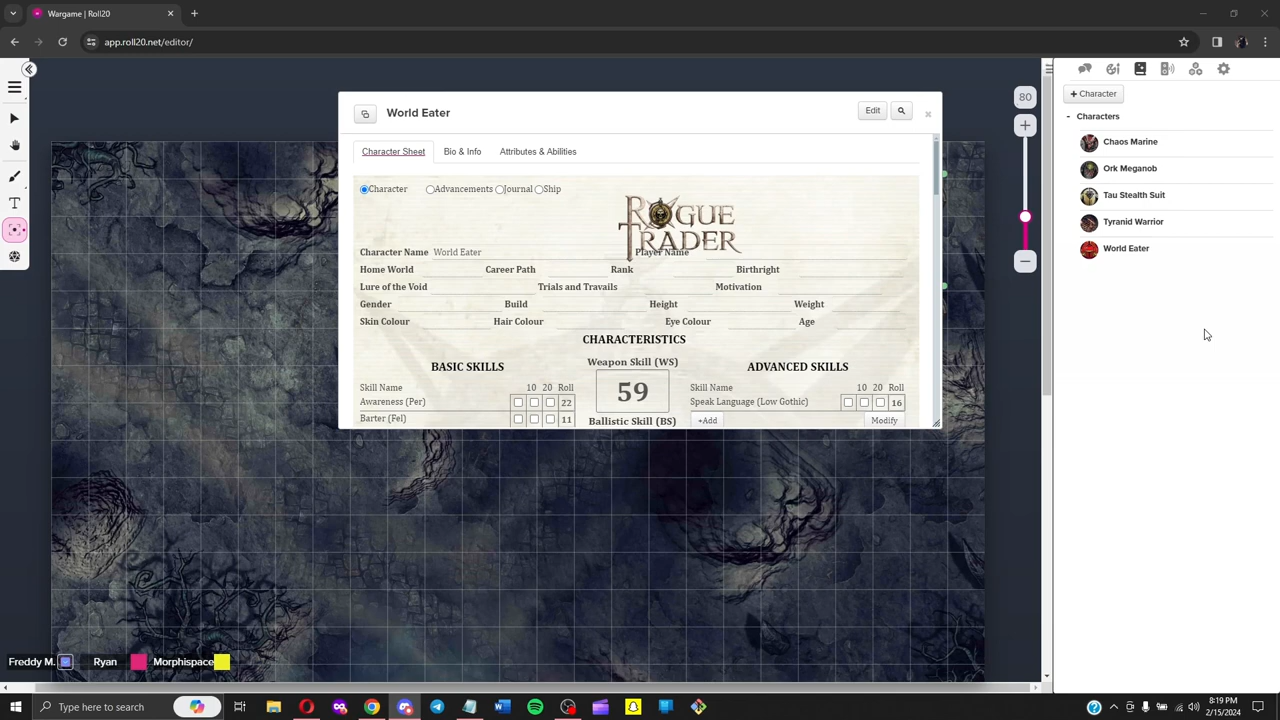 Wargame | Roll20
app.roll20.net/editor/
World Eater
Edit
Character Sheet
Bio & Info
Attributes & Abilities
Character
Advancements
Journal
Ship
ROGUE
TRADER
Character Name World Eater Player Name
Home World Career Path Rank Birthright
Lure of the Void Trials and Travails Motivation
Gender Build Height Weight
Skin Colour Hair Colour Eye Colour Age
CHARACTERISTICS
BASIC SKILLS
Skill Name 10 20 Roll
Awareness (Per) 22
Barter (Fel) 11
Weapon Skill (WS)
59
Ballistic Skill (BS)
ADVANCED SKILLS
Skill Name 10 20 Roll
Speak Language (Low Gothic) 16
+Add Modify
80
+ Character
Characters
Chaos Marine
Ork Meganob
Tau Stealth Suit
Tyranid Warrior
World Eater
Freddy M.
Ryan
Morphispace
Type here to search
8:19 PM
2/15/2024